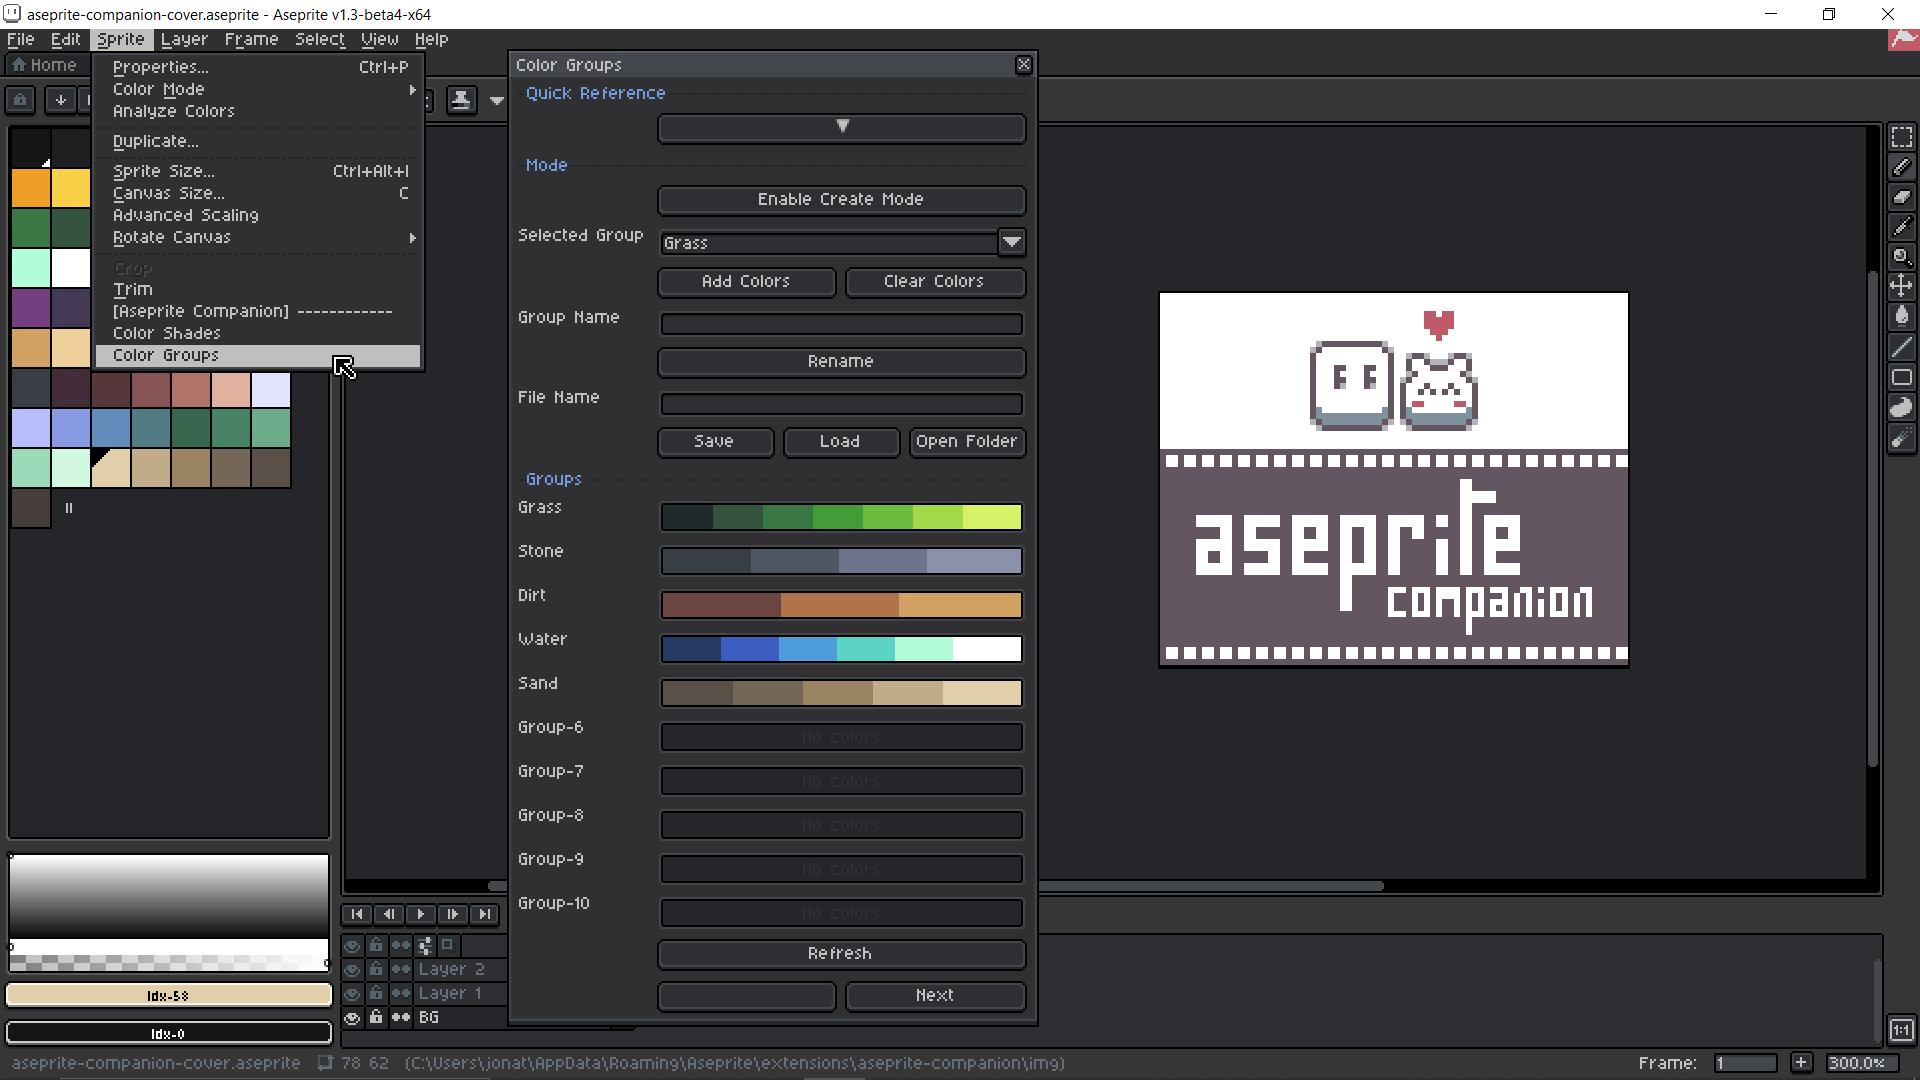 aseprite-companion-cover.aseprite - Aseprite v1.3-beta4-x64
File Edit Sprite Layer Frame Select View Help
Home
Properties... Ctrl+P
Color Mode
Analyze Colors
Duplicate...
Sprite Size... Ctrl+Alt+I
Canvas Size... C
Advanced Scaling
Rotate Canvas
Crop
Trim
[Aseprite Companion] ------------
Color Shades
Color Groups
Color Groups
Quick Reference
Mode
Enable Create Mode
Selected Group Grass
Add Colors Clear Colors
Group Name
Rename
File Name
Save Load Open Folder
Groups
Grass
Stone
Dirt
Water
Sand
Group-6 No colors
Group-7 No colors
Group-8 No colors
Group-9 No colors
Group-10 No colors
Refresh
Next
aseprite
companion
Layer 2
Layer 1
BG
Idx-58
Idx-0
1:1
aseprite-companion-cover.aseprite 78 62 (C:\Users\jonat\AppData\Roaming\Aseprite\extensions\aseprite-companion\img)
Frame: 1 + 300.0%